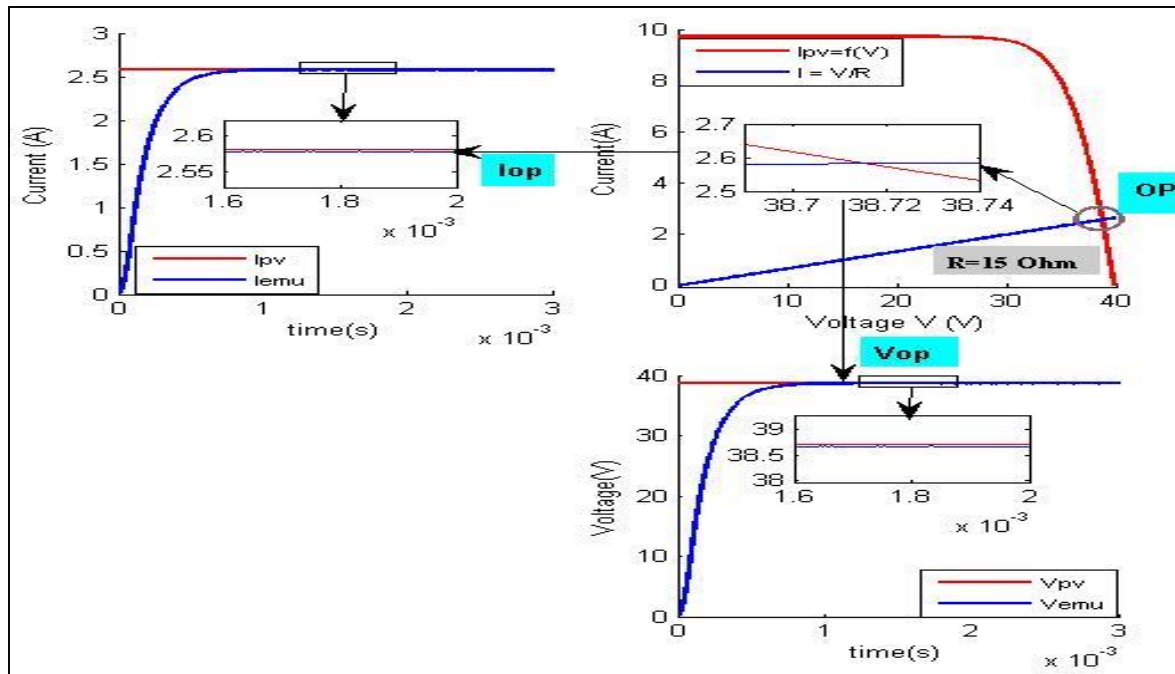 3
2.5
2
1.5
1
0.5
0
Current (A)
2.6
2.55
1.6
1.8
2
x 10-3
Iop
Ipv
Iemu
0
1
2
3
time(s)
x 10-3
10
8
6
4
2
0
Current(A)
Ipv=f(V)
I = V/R
2.7
2.6
2.5
38.7
38.72
38.74
OP
R=15 Ohm
0
10
20
30
40
Voltage V (V)
Vop
40
30
20
10
0
Voltage(V)
39
38.5
38
1.6
1.8
2
x 10-3
Vpv
Vemu
0
1
2
3
time(s)
x 10-3